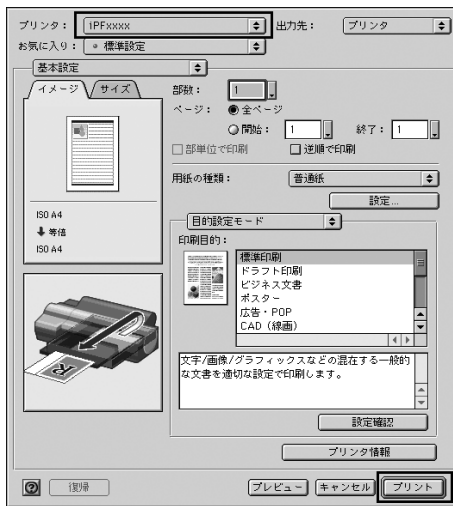 プリンタ： iPFxxxx 出力先： プリンタ
お気に入り： 標準設定
基本設定
イメージ サイズ
部数： 1
ページ： 全ページ
開始： 1 終了： 1
部単位で印刷 逆順で印刷
用紙の種類： 普通紙
設定...
ISO A4
等倍
ISO A4
目的設定モード
印刷目的：
標準印刷
ドラフト印刷
ビジネス文書
ポスター
広告・POP
CAD（線画）
文字/画像/グラフィックスなどの混在する一般的
な文書を適切な設定で印刷します。
R
設定確認
プリンタ情報
? 復帰 プレビュー キャンセル プリント